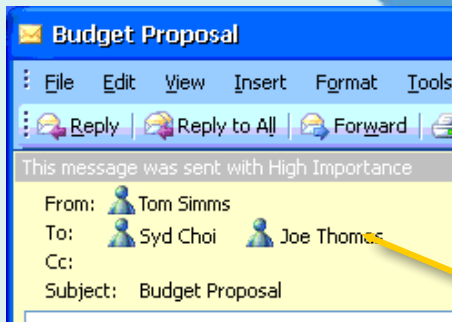 Budget Proposal
File Edit View Insert Format Tools
Reply Reply to All Forward
This message was sent with High Importance
From: Tom Simms
To: Syd Choi Joe Thomas
Cc:
Subject: Budget Proposal